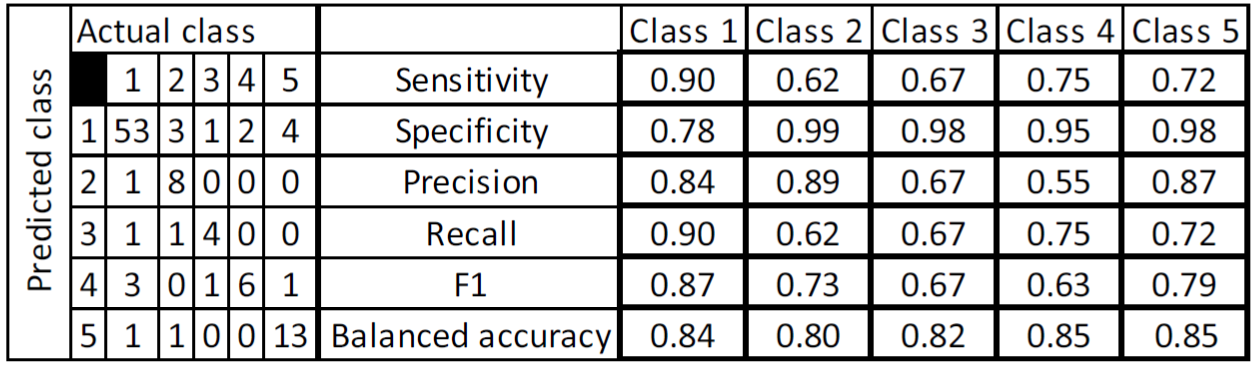 Predicted class
Actual class Class 1 Class 2 Class 3 Class 4 Class 5
1 2 3 4 5 Sensitivity 0.90 0.62 0.67 0.75 0.72
1 53 3 1 2 4 Specificity 0.78 0.99 0.98 0.95 0.98
2 1 8 0 0 0 Precision 0.84 0.89 0.67 0.55 0.87
3 1 1 4 0 0 Recall 0.90 0.62 0.67 0.75 0.72
4 3 0 1 6 1 F1 0.87 0.73 0.67 0.63 0.79
5 1 1 0 0 13 Balanced accuracy 0.84 0.80 0.82 0.85 0.85